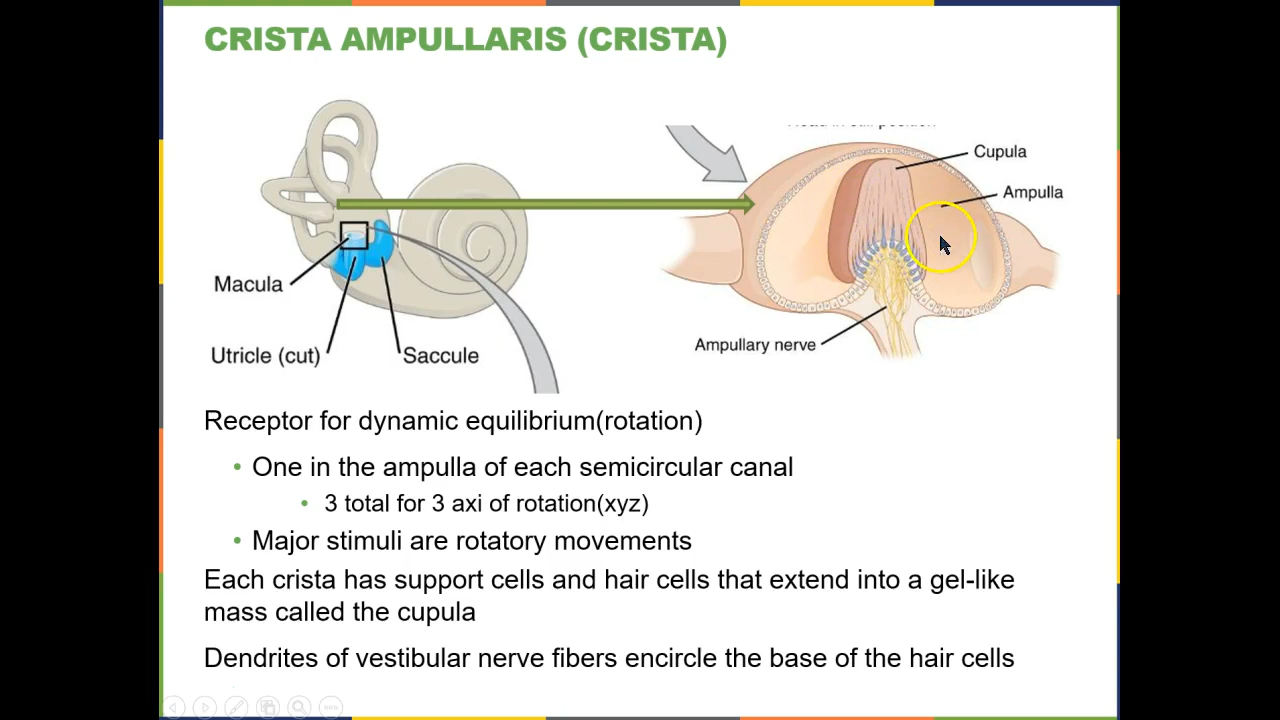 CRISTA AMPULLARIS (CRISTA)
Cupula
Ampulla
Macula
Utricle (cut)
Saccule
Ampullary nerve
Receptor for dynamic equilibrium(rotation)
• One in the ampulla of each semicircular canal
• 3 total for 3 axi of rotation(xyz)
• Major stimuli are rotatory movements
Each crista has support cells and hair cells that extend into a gel-like
mass called the cupula
Dendrites of vestibular nerve fibers encircle the base of the hair cells